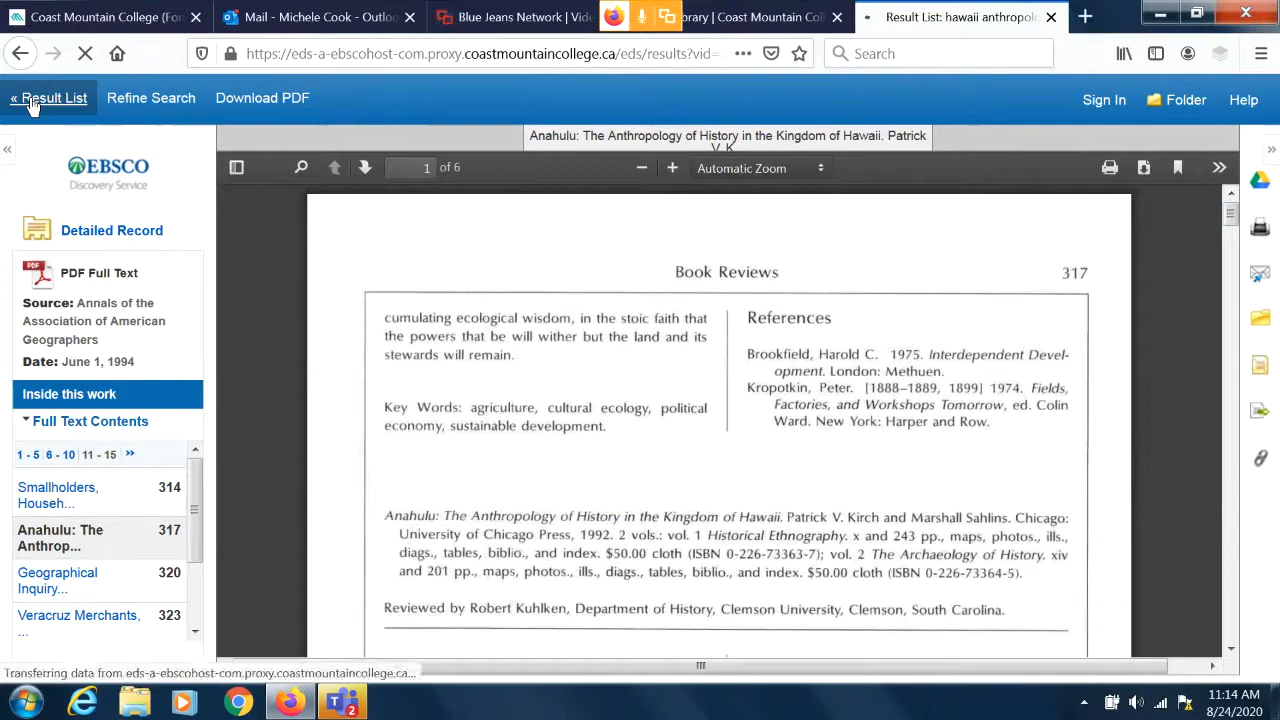 Coast Mountain College (For
Mail - Michele Cook - Outlo
Blue Jeans Network | Vide
brary | Coast Mountain Col
Result List: hawaii anthropol
https://eds-a-ebscohost-com.proxy.coastmountaincollege.ca/eds/results?vid=
Search
« Result List
Refine Search
Download PDF
Sign In
Folder
Help
Anahulu: The Anthropology of History in the Kingdom of Hawaii. Patrick
V. K
1 of 6
Automatic Zoom
EBSCO
Discovery Service
Detailed Record
PDF
PDF Full Text
Source: Annals of the
Association of American
Geographers
Date: June 1, 1994
Inside this work
Full Text Contents
1 - 5 6 - 10 11 - 15 »
Smallholders, 314
Househ...
Anahulu: The 317
Anthrop...
Geographical 320
Inquiry...
Veracruz Merchants, 323
...
Book Reviews 317
cumulating ecological wisdom, in the stoic faith that
the powers that be will wither but the land and its
stewards will remain.
Key Words: agriculture, cultural ecology, political
economy, sustainable development.
References
Brookfield, Harold C. 1975. Interdependent Devel-
opment. London: Methuen.
Kropotkin, Peter. [1888–1889, 1899] 1974. Fields,
Factories, and Workshops Tomorrow, ed. Colin
Ward. New York: Harper and Row.
Anahulu: The Anthropology of History in the Kingdom of Hawaii. Patrick V. Kirch and Marshall Sahlins. Chicago:
University of Chicago Press, 1992. 2 vols.: vol. 1 Historical Ethnography. x and 243 pp., maps, photos., ills.,
diags., tables, biblio., and index. $50.00 cloth (ISBN 0-226-73363-7); vol. 2 The Archaeology of History. xiv
and 201 pp., maps, photos., ills., diags., tables, biblio., and index. $50.00 cloth (ISBN 0-226-73364-5).
Reviewed by Robert Kuhlken, Department of History, Clemson University, Clemson, South Carolina.
Transferring data from eds-a-ebscohost-com.proxy.coastmountaincollege.ca...
2
11:14 AM
8/24/2020